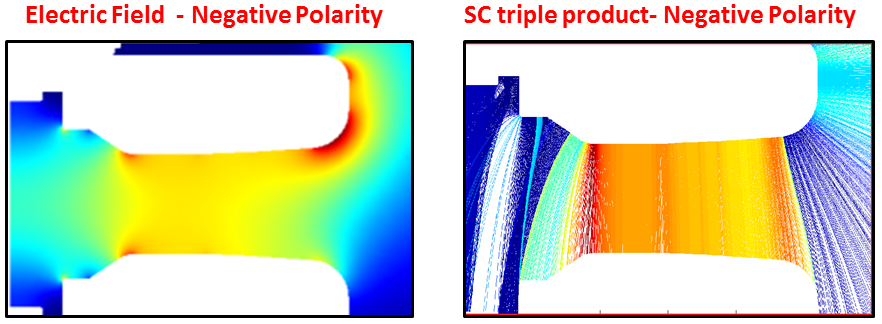 Electric Field - Negative Polarity
SC triple product- Negative Polarity